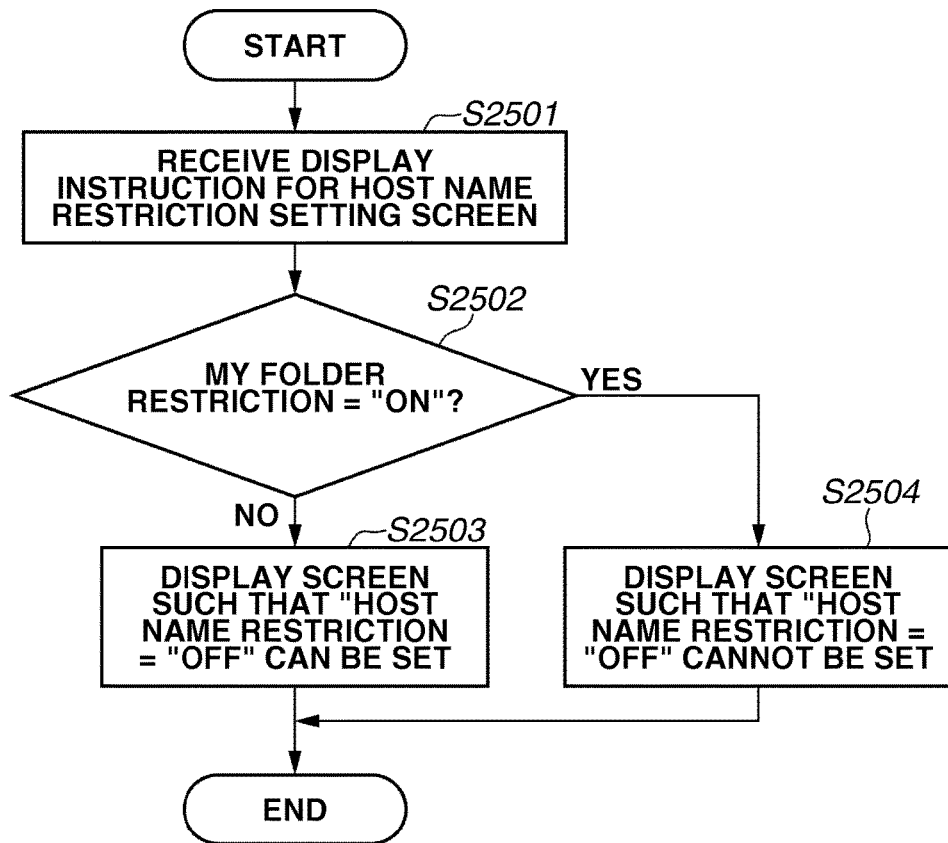 START
S2501
RECEIVE DISPLAY
INSTRUCTION FOR HOST NAME
RESTRICTION SETTING SCREEN
S2502
MY FOLDER
RESTRICTION = "ON"?
YES
NO
S2503
DISPLAY SCREEN
SUCH THAT "HOST
NAME RESTRICTION
= "OFF" CAN BE SET
S2504
DISPLAY SCREEN
SUCH THAT "HOST
NAME RESTRICTION =
"OFF" CANNOT BE SET
END